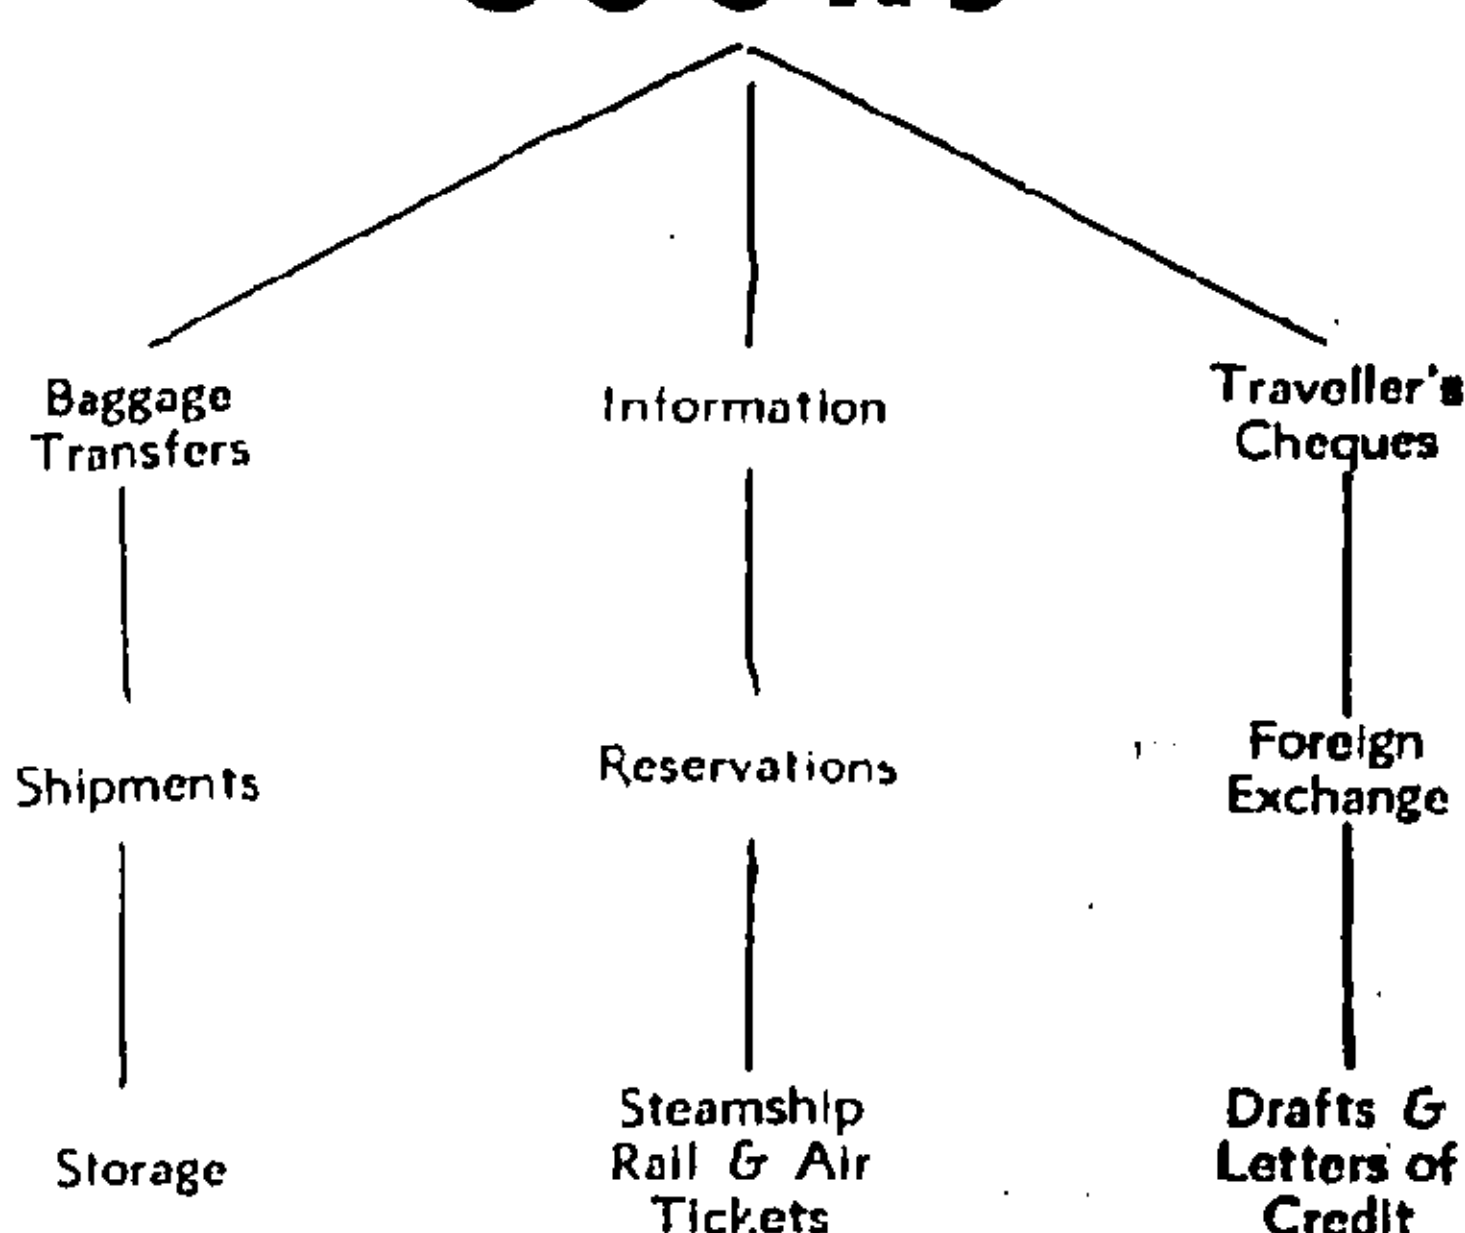 Baggage
Transfers
Information
Traveller's
Cheques
Shipments
Reservations
Foreign
Exchange
Storage
Steamship
Rail & Air
Tickets
Drafts &
Letters of
Credit